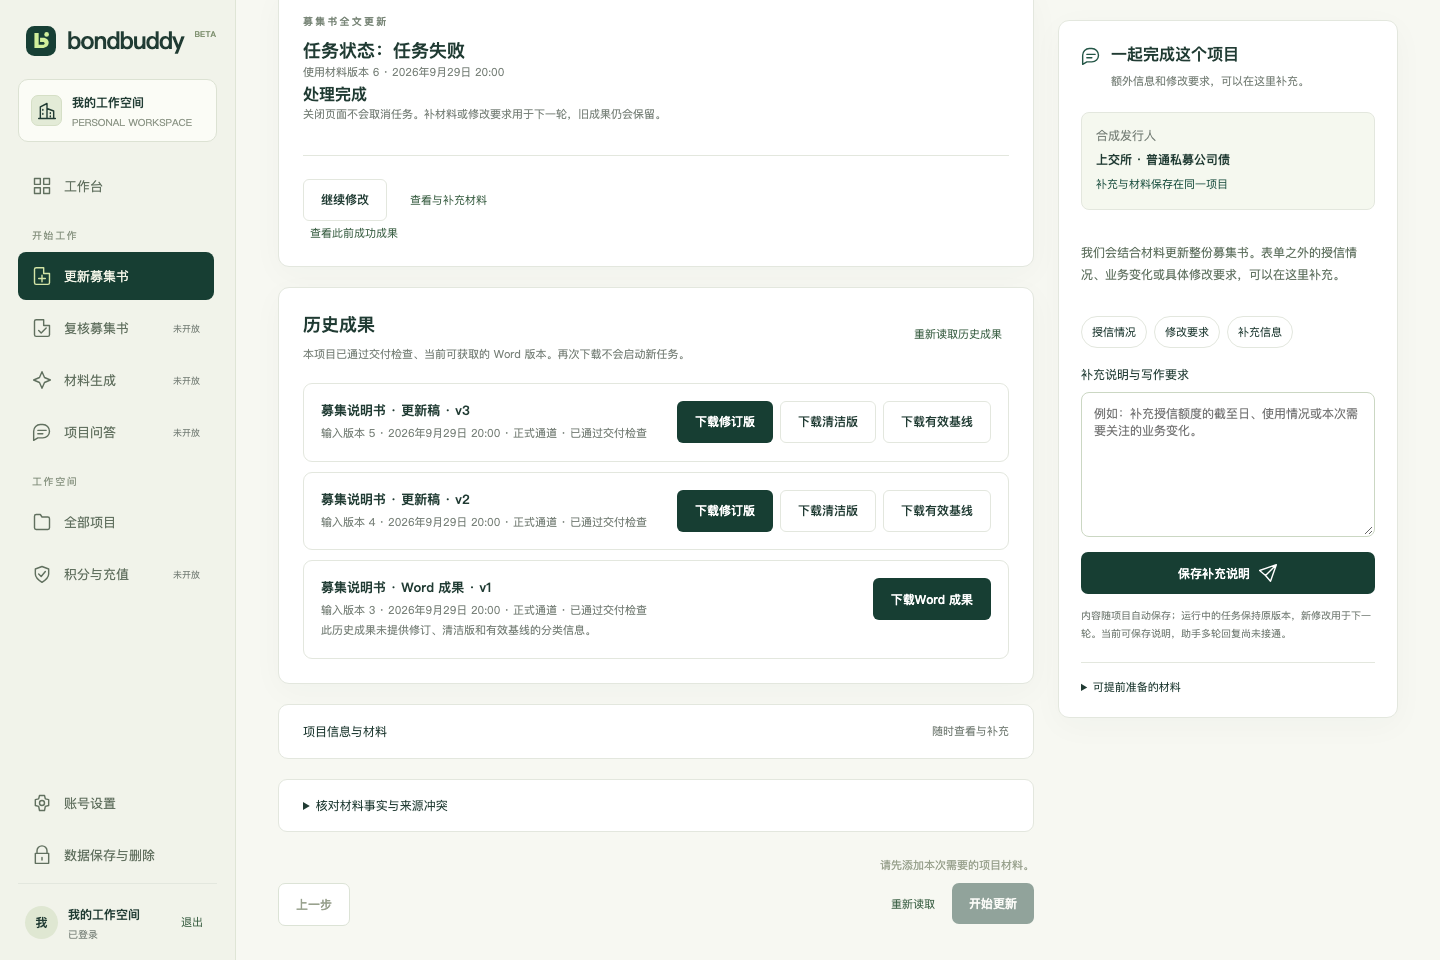 bondbuddy BETA
我的工作空间
PERSONAL WORKSPACE
工作台
开始工作
更新募集书
复核募集书 未开放
材料生成 未开放
项目问答 未开放
工作空间
全部项目
积分与充值 未开放
账号设置
数据保存与删除
我 我的工作空间
已登录
退出
募集书全文更新
任务状态：任务失败
使用材料版本 6 · 2026年9月29日 20:00
处理完成
关闭页面不会取消任务。补材料或修改要求用于下一轮，旧成果仍会保留。
继续修改 查看与补充材料
查看此前成功成果
历史成果
本项目已通过交付检查、当前可获取的 Word 版本。再次下载不会启动新任务。
重新读取历史成果
募集说明书 · 更新稿 · v3
输入版本 5 · 2026年9月29日 20:00 · 正式通道 · 已通过交付检查
下载修订版 下载清洁版 下载有效基线
募集说明书 · 更新稿 · v2
输入版本 4 · 2026年9月29日 20:00 · 正式通道 · 已通过交付检查
下载修订版 下载清洁版 下载有效基线
募集说明书 · Word 成果 · v1
输入版本 3 · 2026年9月29日 20:00 · 正式通道 · 已通过交付检查
此历史成果未提供修订、清洁版和有效基线的分类信息。
下载Word 成果
项目信息与材料 随时查看与补充
核对材料事实与来源冲突
请先添加本次需要的项目材料。
上一步 重新读取 开始更新
一起完成这个项目
额外信息和修改要求，可以在这里补充。
合成发行人
上交所 · 普通私募公司债
补充与材料保存在同一项目
我们会结合材料更新整份募集书。表单之外的授信情
况、业务变化或具体修改要求，可以在这里补充。
授信情况 修改要求 补充信息
补充说明与写作要求
例如：补充授信额度的截至日、使用情况或本次需
要关注的业务变化。
保存补充说明
内容随项目自动保存；运行中的任务保持原版本，新修改用于下一
轮。当前可保存说明，助手多轮回复尚未接通。
可提前准备的材料